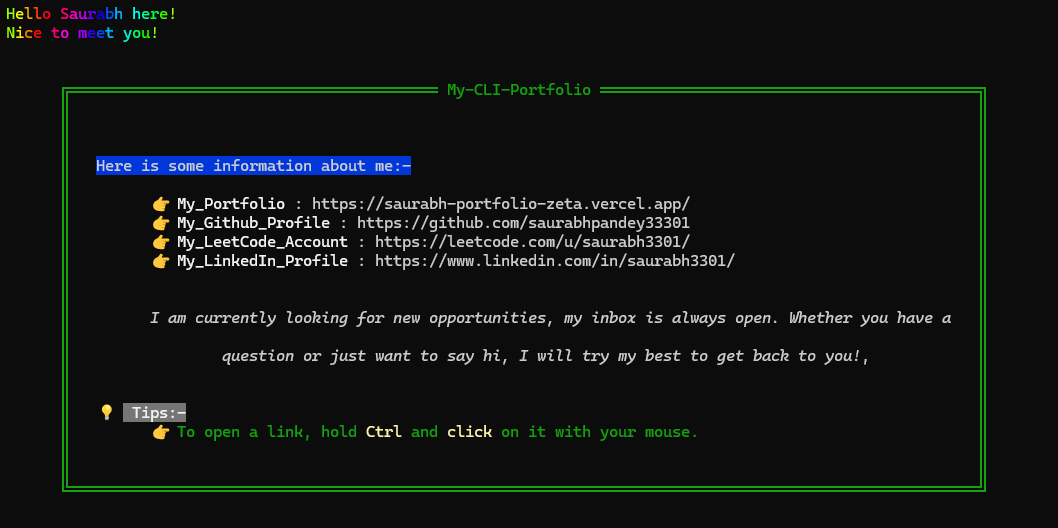 Hello Saurabh here!
Nice to meet you!
My-CLI-Portfolio
Here is some information about me:-
👉 My_Portfolio : https://saurabh-portfolio-zeta.vercel.app/
👉 My_Github_Profile : https://github.com/saurabhpandey33301
👉 My_LeetCode_Account : https://leetcode.com/u/saurabh3301/
👉 My_LinkedIn_Profile : https://www.linkedin.com/in/saurabh3301/
I am currently looking for new opportunities, my inbox is always open. Whether you have a
question or just want to say hi, I will try my best to get back to you!,
💡 Tips:-
👉 To open a link, hold Ctrl and click on it with your mouse.